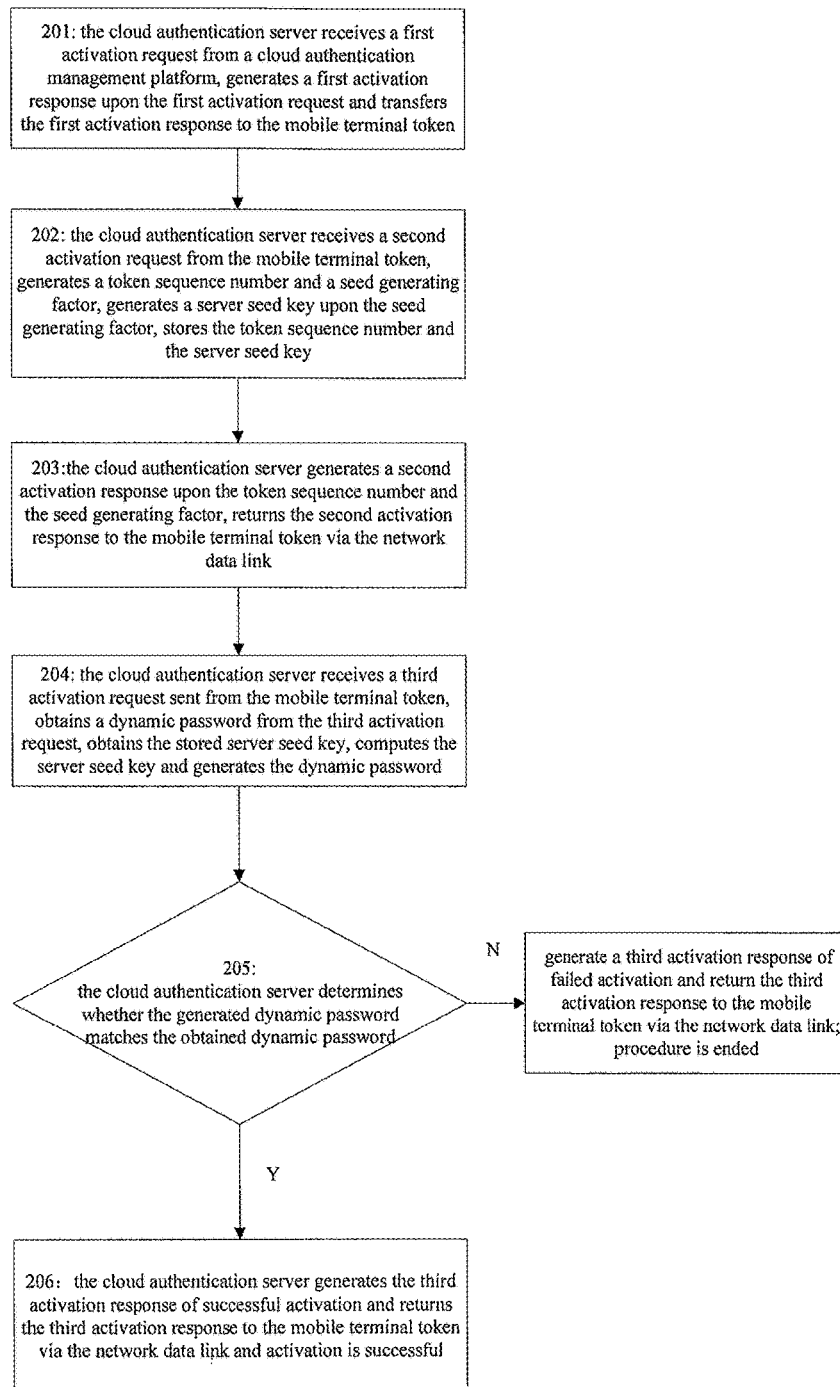 201: the cloud authentication server receives a first
activation request from a cloud authentication
management platform, generates a first activation
response upon the first activation request and transfers
the first activation response to the mobile terminal token
202: the cloud authentication server receives a second
activation request from the mobile terminal token,
generates a token sequence number and a seed generating
factor, generates a server seed key upon the seed
generating factor, stores the token sequence number and
the server seed key
203:the cloud authentication server generates a second
activation response upon the token sequence number and
the seed generating factor, returns the second activation
response to the mobile terminal token via the network
data link
204: the cloud authentication server receives a third
activation request sent from the mobile terminal token,
obtains a dynamic password from the third activation
request, obtains the stored server seed key, computes the
server seed key and generates the dynamic password
205:
the cloud authentication server determines
whether the generated dynamic password
matches the obtained dynamic password
N
generate a third activation response of
failed activation and return the third
activation response to the mobile
terminal token via the network data link;
procedure is ended
Y
206: the cloud authentication server generates the third
activation response of successful activation and returns
the third activation response to the mobile terminal token
via the network data link and activation is successful